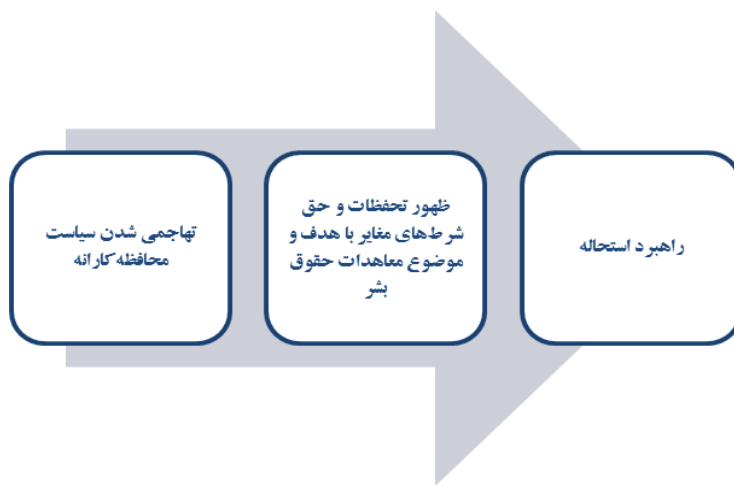 تهاجمی شدن سیاست
محافظه‌کارانه
ظهور تحفظات و حق
شرط‌های مغایر با هدف و
موضوع معاهدات حقوق
بشر
راهبرد استحاله